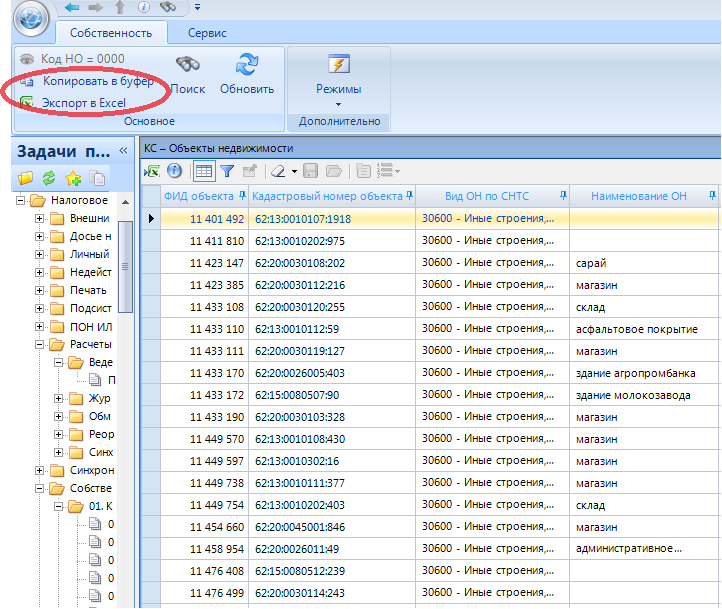 Собственность Сервис
Код НО = 0000
Копировать в буфер
Экспорт в Excel
Поиск
Обновить
Основное
Режимы
Дополнительно
Задачи п... «
Налоговое
Внешни
Досье н
Личный
Недейст
Печать
Подсист
ПОН ИЛ
Расчеты
Веде
П
Жур
Обм
Реор
Синх
Синхрон
Собстве
01. К
0
0
0
0
0
КС – Объекты недвижимости
ФИД объекта Кадастровый номер объекта Вид ОН по СНТС Наименование ОН
11 401 492 62:13:0010107:1918 30600 - Иные строения,...
11 411 810 62:13:0010202:975 30600 - Иные строения,...
11 423 147 62:20:0030108:202 30600 - Иные строения,... сарай
11 423 385 62:20:0030112:216 30600 - Иные строения,... магазин
11 433 108 62:20:0030120:255 30600 - Иные строения,... склад
11 433 110 62:13:0010112:59 30600 - Иные строения,... асфальтовое покрытие
11 433 111 62:20:0030119:127 30600 - Иные строения,... магазин
11 433 170 62:20:0026005:403 30600 - Иные строения,... здание агропромбанка
11 433 172 62:15:0080507:90 30600 - Иные строения,... здание молокозавода
11 433 190 62:20:0030103:328 30600 - Иные строения,... магазин
11 449 570 62:13:0010108:430 30600 - Иные строения,... магазин
11 449 597 62:13:0010302:16 30600 - Иные строения,... магазин
11 449 738 62:13:0010111:377 30600 - Иные строения,... магазин
11 449 754 62:13:0010202:403 30600 - Иные строения,... склад
11 454 660 62:20:0045001:846 30600 - Иные строения,... магазин
11 458 954 62:20:0026011:49 30600 - Иные строения,... административное...
11 476 408 62:15:0080512:239 30600 - Иные строения,...
11 476 499 62:20:0030114:243 30600 - Иные строения,...